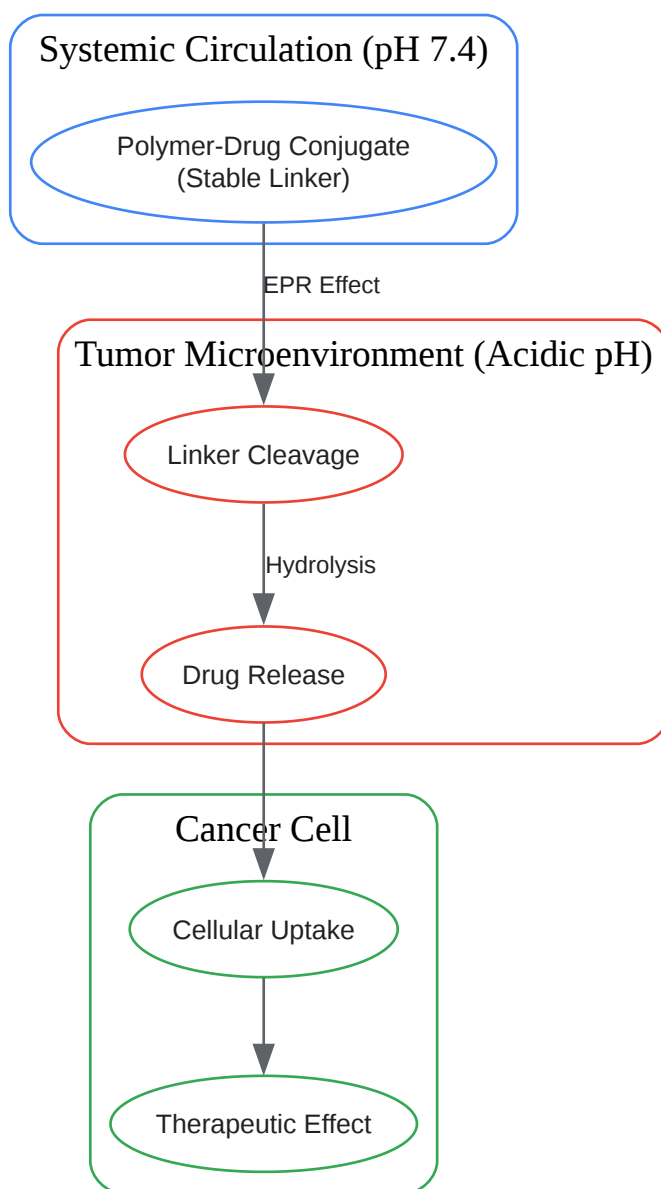 Systemic Circulation (pH 7.4)
Polymer-Drug Conjugate
(Stable Linker)
EPR Effect
Tumor Microenvironment (Acidic pH)
Linker Cleavage
Hydrolysis
Drug Release
Cancer Cell
Cellular Uptake
Therapeutic Effect